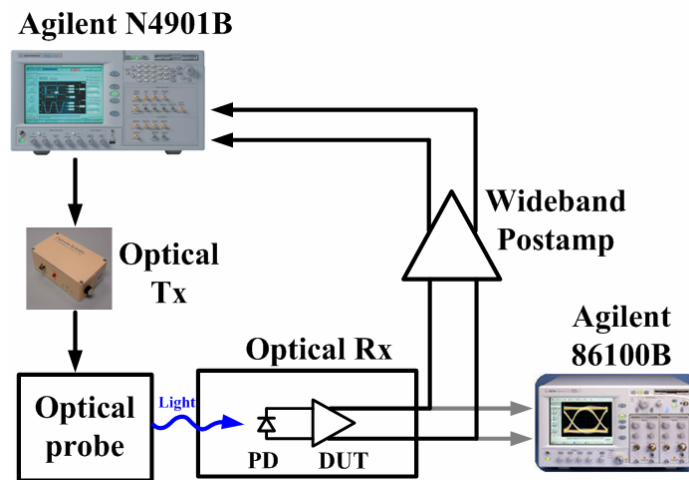 Agilent N4901B
Wideband
Postamp
Optical
Tx
Agilent
86100B
Optical Rx
Optical
probe
Light
PD
DUT